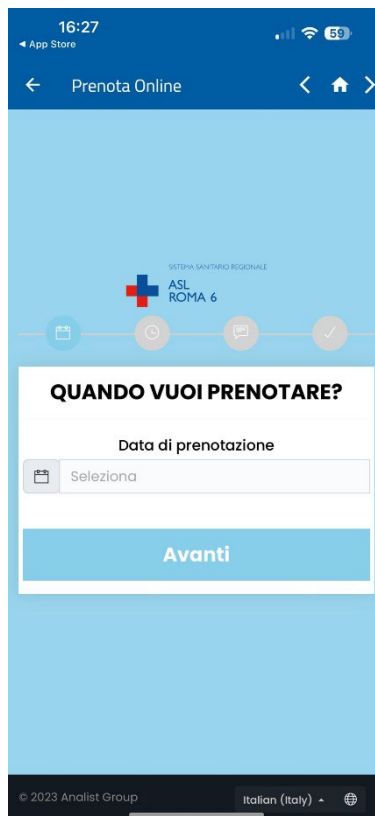 16:27
59
◄ App Store
Prenota Online
SISTEMA SANITARIO REGIONALE
ASL
ROMA 6
QUANDO VUOI PRENOTARE?
Data di prenotazione
Seleziona
Avanti
© 2023 Analist Group
Italian (Italy)